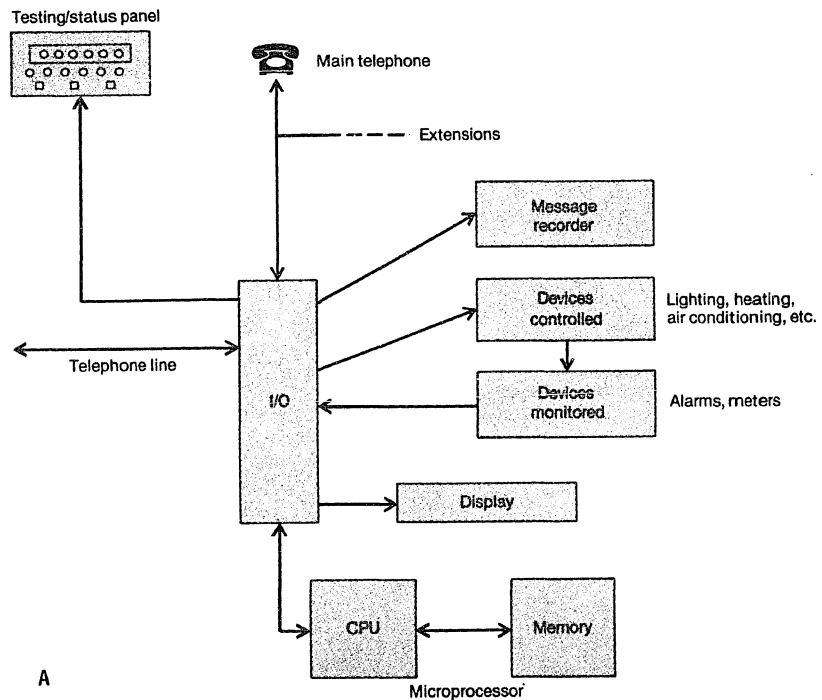 Testing/status panel
Main telephone
Extensions
Message
recorder
Devices
controlled
Lighting, heating,
air conditioning, etc.
Telephone line
I/O
Devices
monitored
Alarms, meters
Display
CPU
Memory
A
Microprocessor